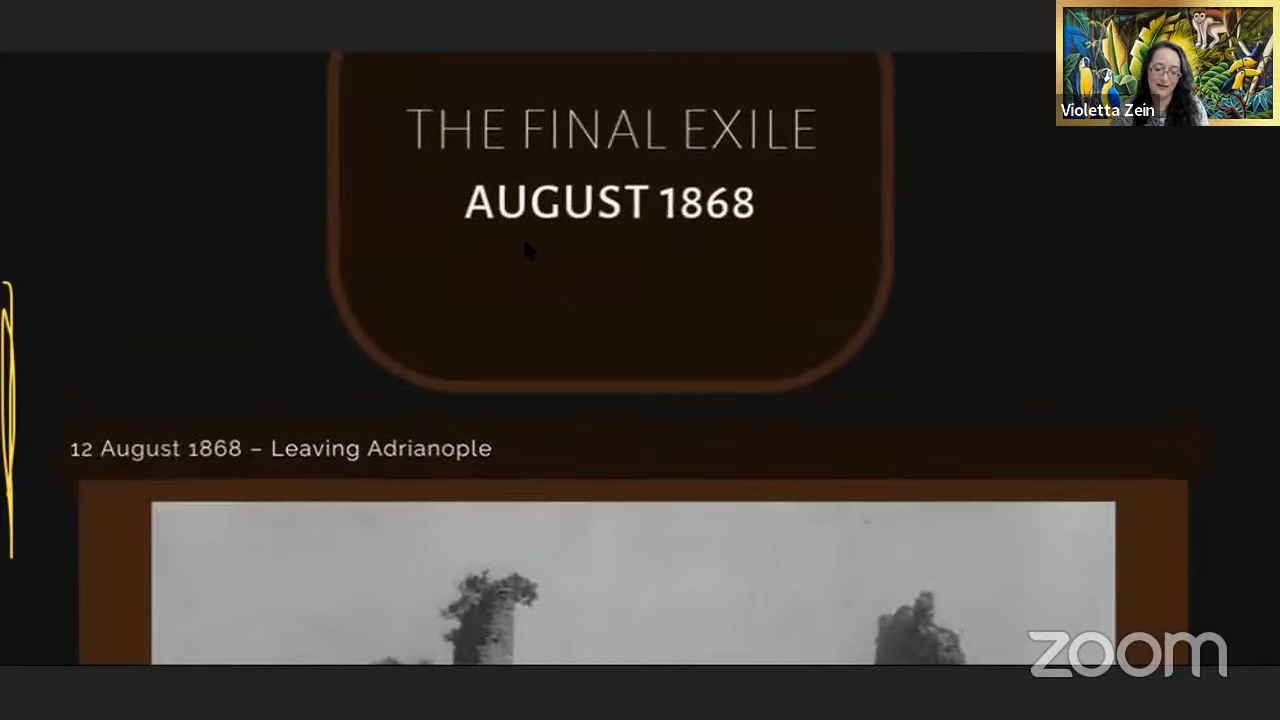 THE FINAL EXILE
AUGUST 1868
12 August 1868 – Leaving Adrianople
Violetta Zein
zoom